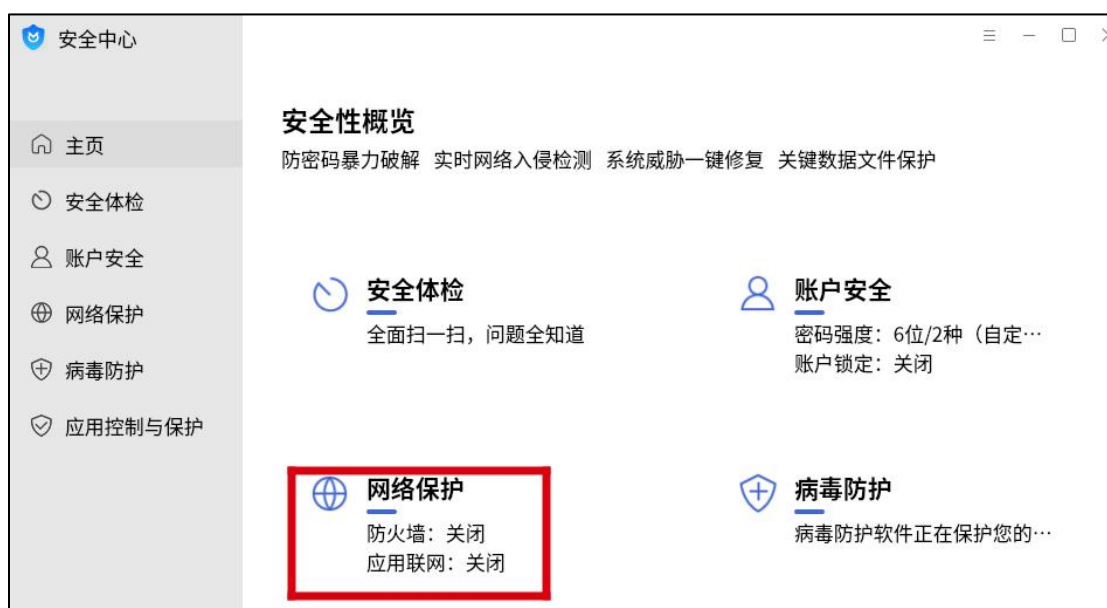 安全中心
主页
安全体检
账户安全
网络保护
病毒防护
应用控制与保护
安全性概览
防密码暴力破解 实时网络入侵检测 系统威胁一键修复 关键数据文件保护
安全体检
全面扫一扫，问题全知道
账户安全
密码强度：6位/2种（自定…
账户锁定：关闭
网络保护
防火墙：关闭
应用联网：关闭
病毒防护
病毒防护软件正在保护您的…